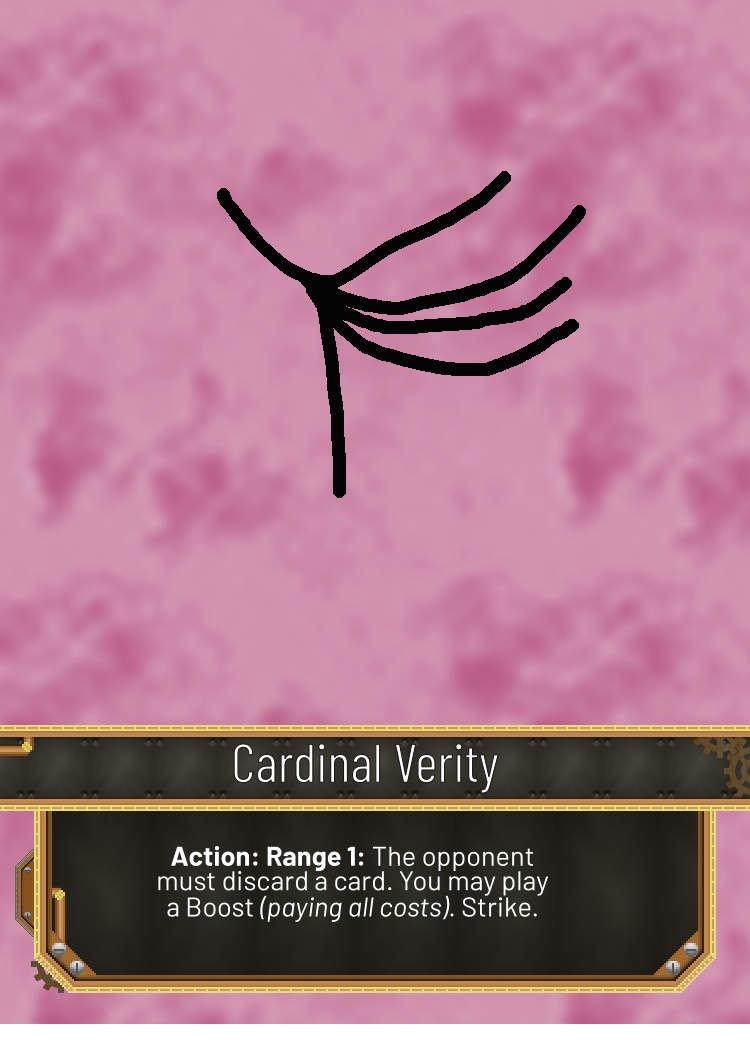 Cardinal Verity
Action: Range 1: The opponent
must discard a card. You may play
a Boost (paying all costs). Strike.